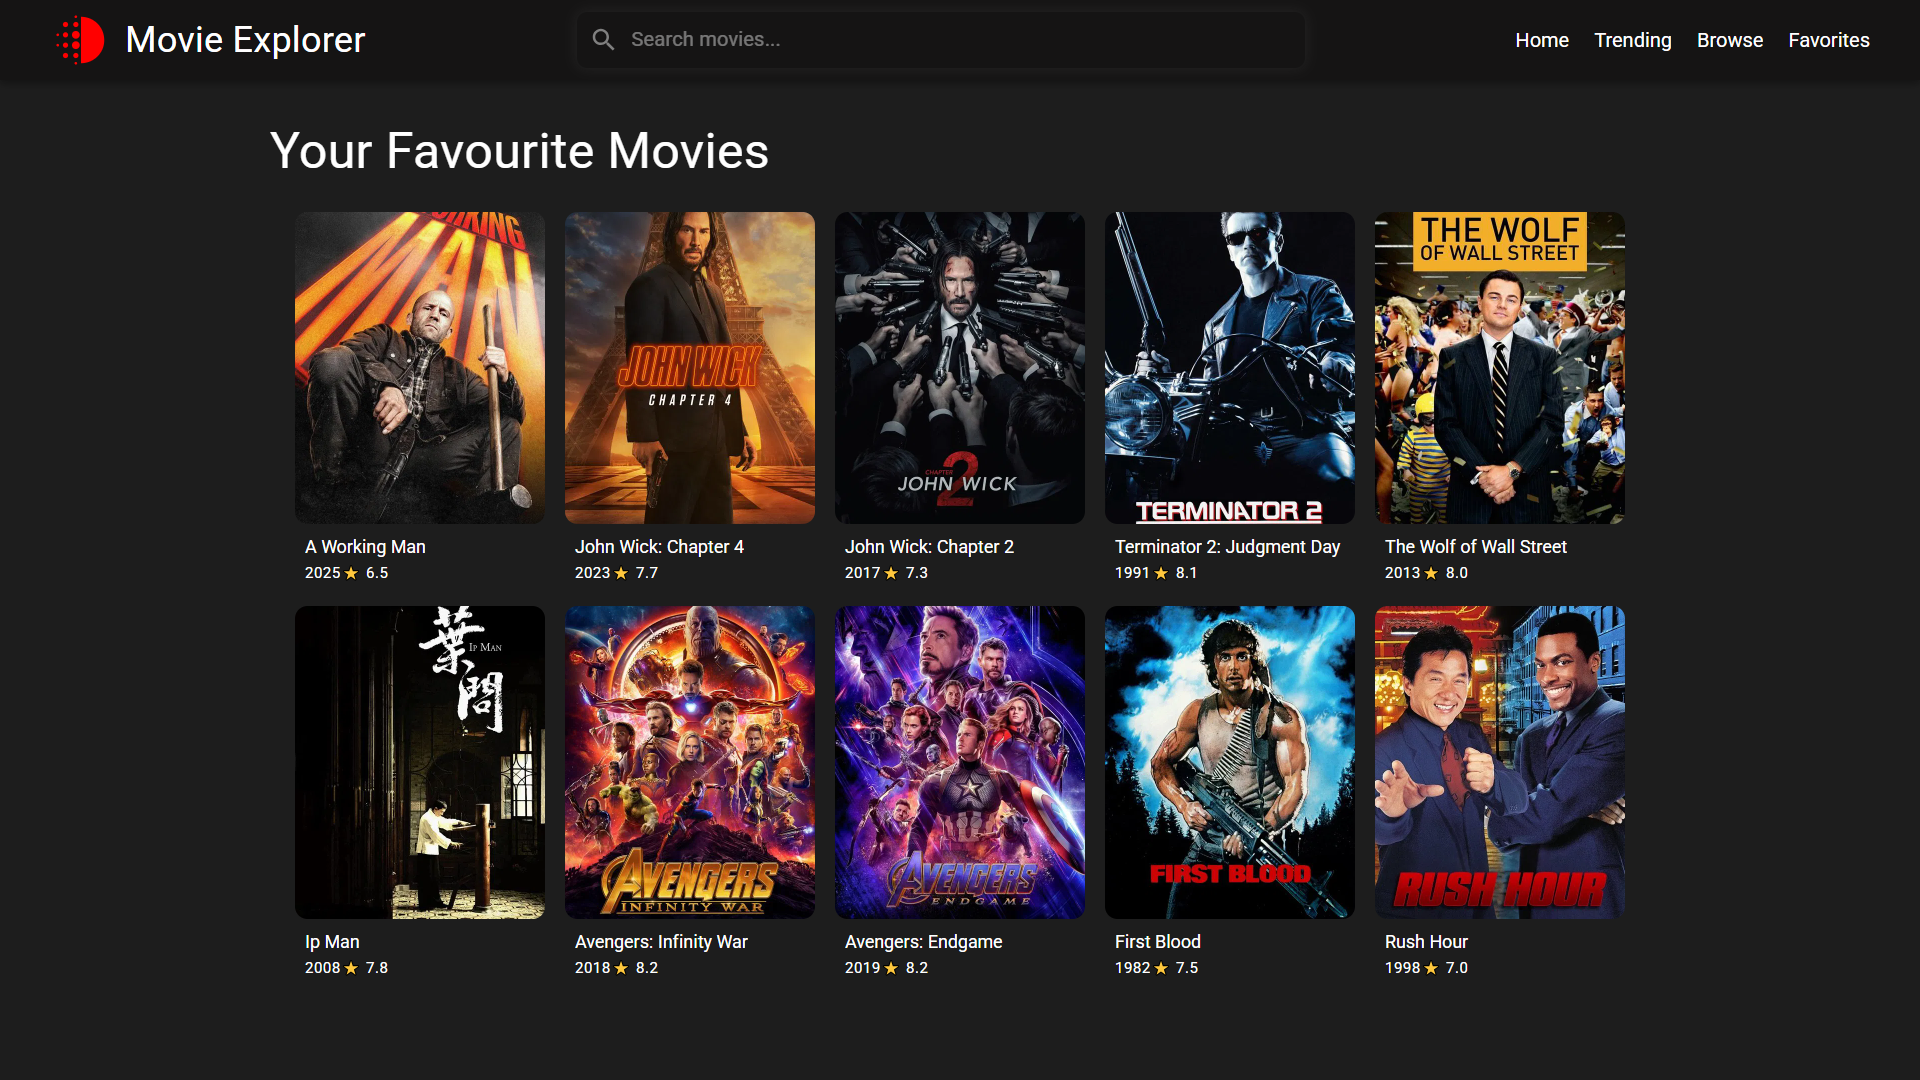 Movie Explorer
Search movies...
Home
Trending
Browse
Favorites
Your Favourite Movies
MAN
JOHN WICK
CHAPTER 4
CHAPTER
2
JOHN WICK
TERMINATOR 2
THE WOLF
OF WALL STREET
A Working Man
2025 ★ 6.5
John Wick: Chapter 4
2023 ★ 7.7
John Wick: Chapter 2
2017 ★ 7.3
Terminator 2: Judgment Day
1991 ★ 8.1
The Wolf of Wall Street
2013 ★ 8.0
葉問
IP MAN
AVENGERS
INFINITY WAR
AVENGERS
ENDGAME
FIRST BLOOD
RUSH HOUR
Ip Man
2008 ★ 7.8
Avengers: Infinity War
2018 ★ 8.2
Avengers: Endgame
2019 ★ 8.2
First Blood
1982 ★ 7.5
Rush Hour
1998 ★ 7.0